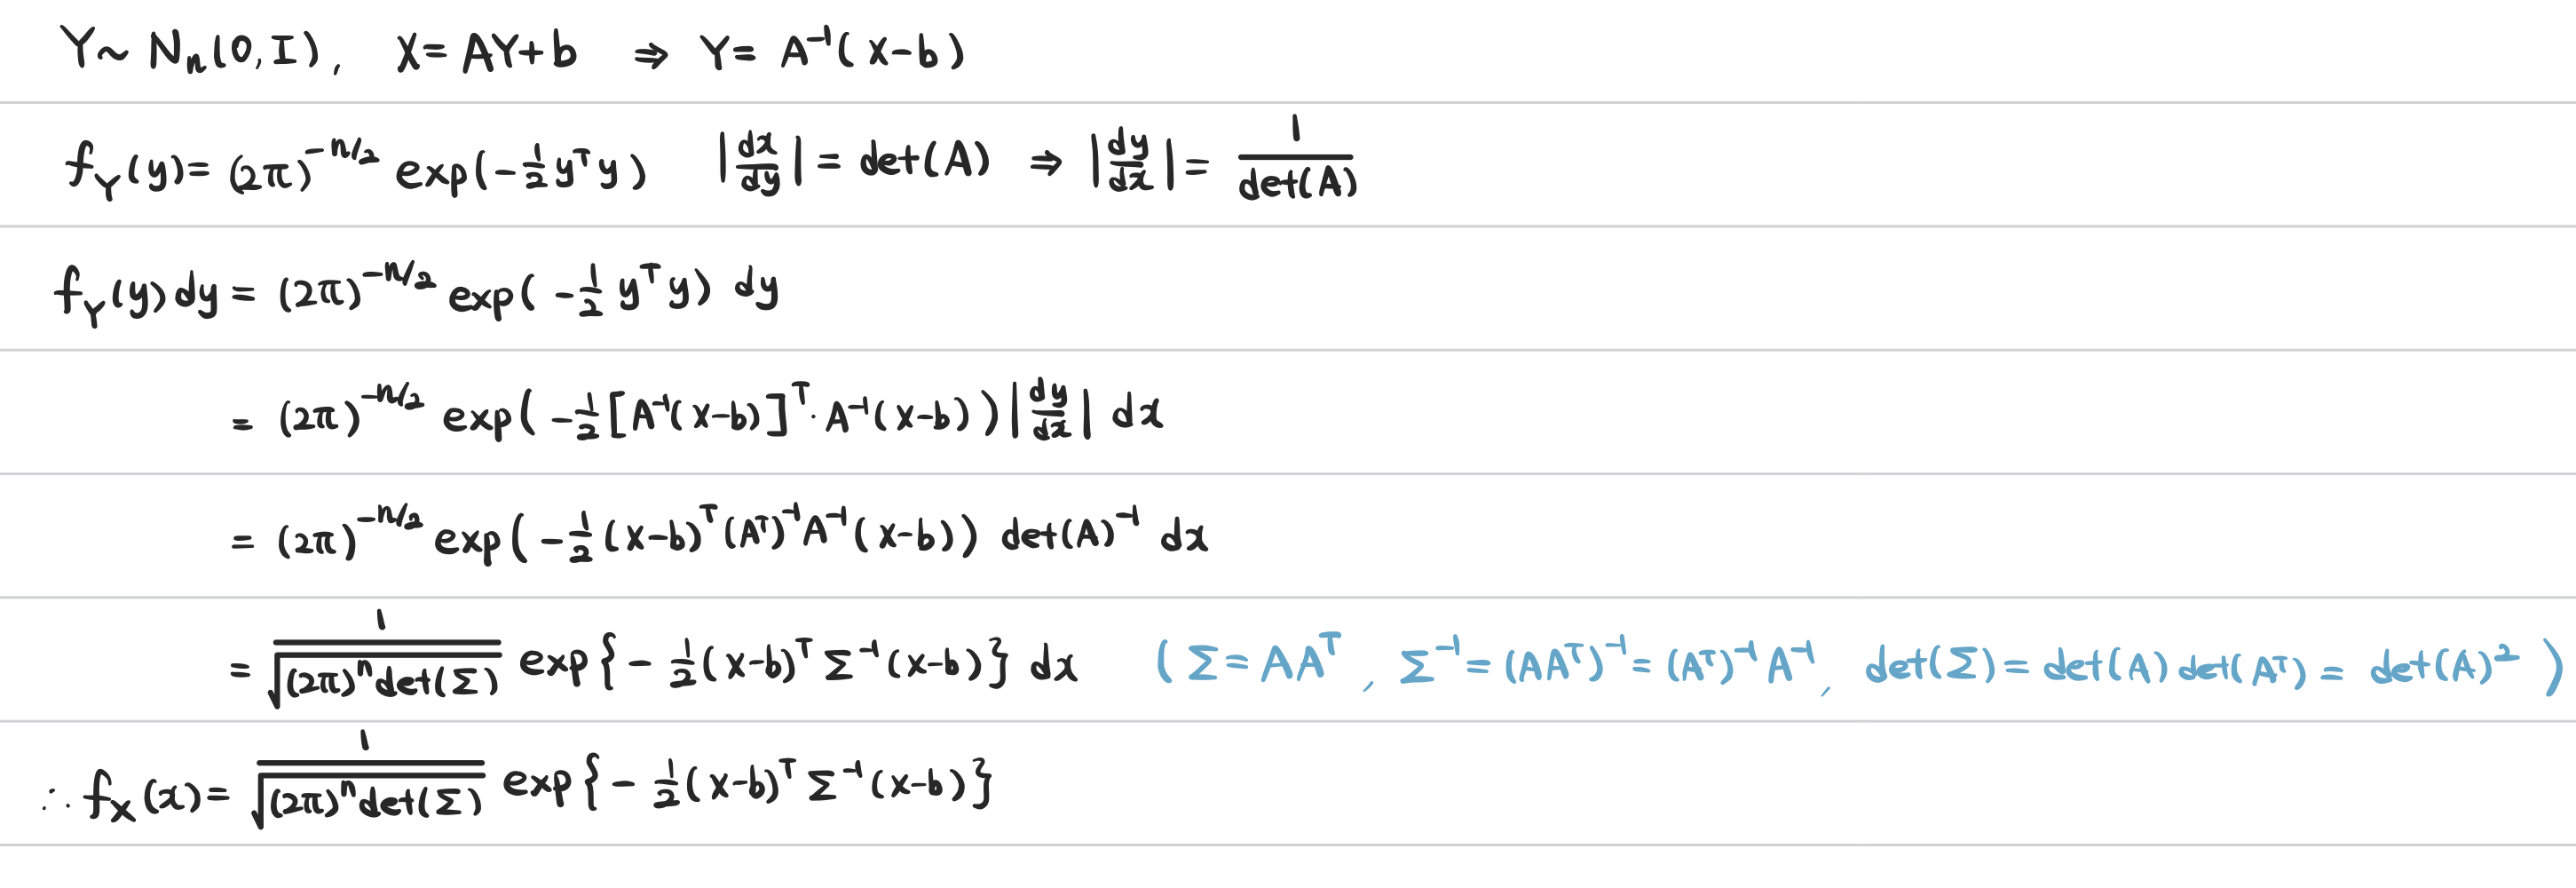 Y ~ Nₙ(0, I), X = AY + b ⇒ Y = A⁻¹(x−b)
f_Y(y) = (2π)^{-n/2} exp(−½ yᵀy) |dx/dy| = det(A) ⇒ |dy/dx| = 1/det(A)
f_Y(y) dy = (2π)^{-n/2} exp(−½ yᵀy) dy
= (2π)^{-n/2} exp(−½ [A⁻¹(x−b)]ᵀ · A⁻¹(x−b)) |dy/dx| dx
= (2π)^{-n/2} exp(−½ (x−b)ᵀ (Aᵀ)⁻¹ A⁻¹ (x−b)) det(A)⁻¹ dx
= 1/√((2π)ⁿ det(Σ)) exp{−½ (x−b)ᵀ Σ⁻¹ (x−b)} dx (Σ = AAᵀ, Σ⁻¹ = (AAᵀ)⁻¹ = (Aᵀ)⁻¹ A⁻¹, det(Σ) = det(A) det(Aᵀ) = det(A)²)
∴ f_X(x) = 1/√((2π)ⁿ det(Σ)) exp{−½ (x−b)ᵀ Σ⁻¹ (x−b)}